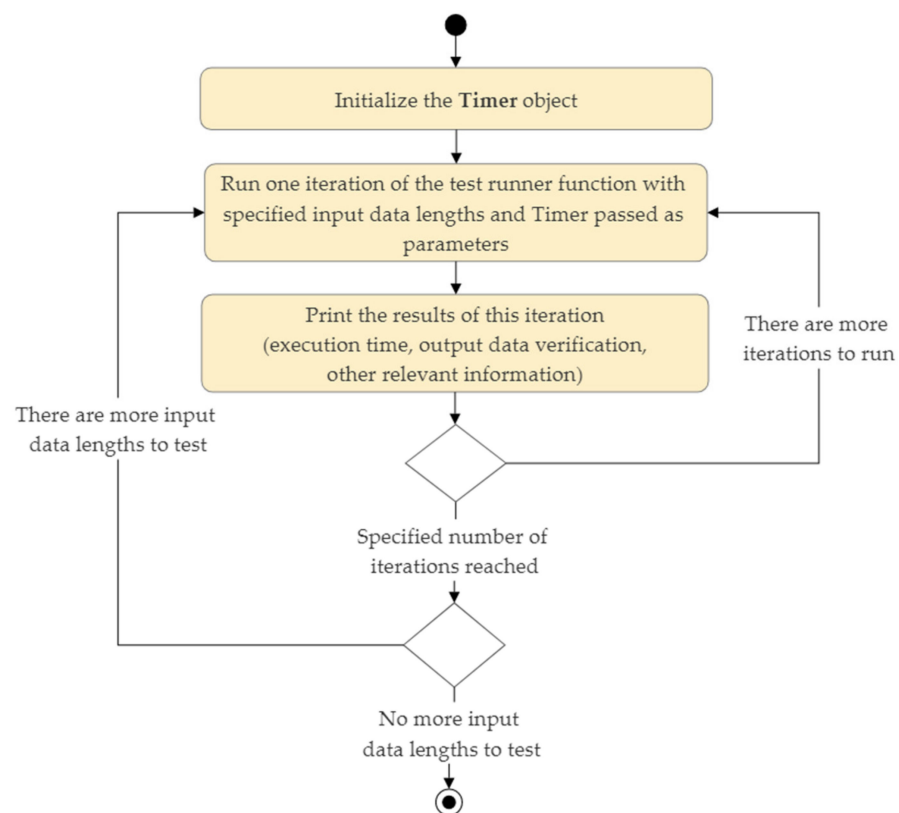 Initialize the Timer object
Run one iteration of the test runner function with
specified input data lengths and Timer passed as
parameters
Print the results of this iteration
(execution time, output data verification,
other relevant information)
There are more
iterations to run
There are more input
data lengths to test
Specified number of
iterations reached
No more input
data lengths to test